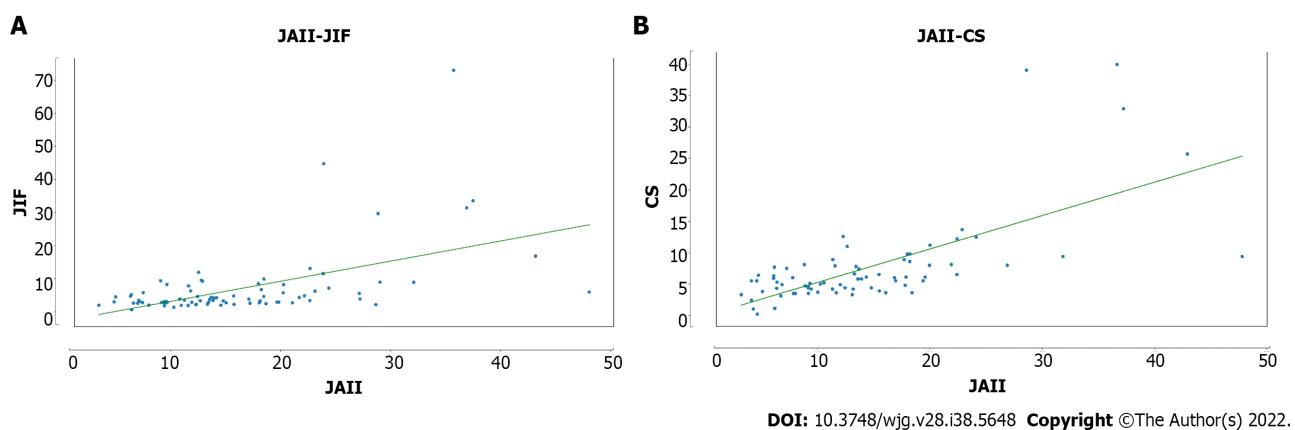 A
JAII-JIF
JIF
70
60
50
40
30
20
10
0
0 10 20 30 40 50
JAII
B
JAII-CS
CS
40
35
30
25
20
15
10
5
0
0 10 20 30 40 50
JAII
DOI: 10.3748/wjg.v28.i38.5648 Copyright ©The Author(s) 2022.